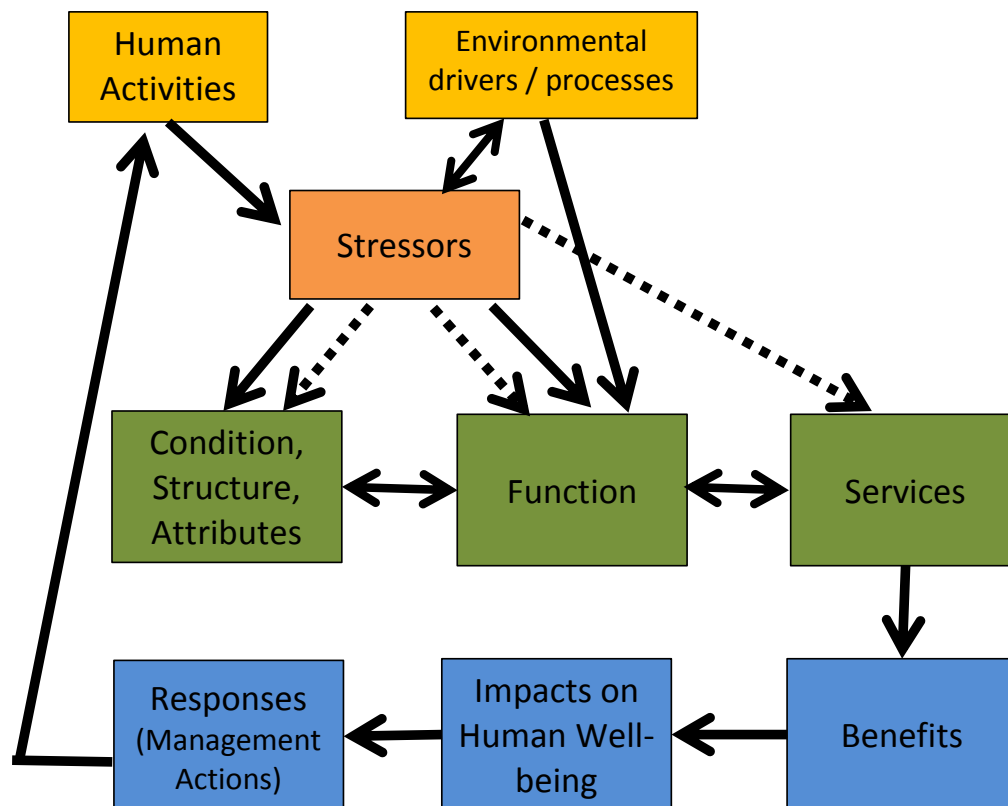 Human
Activities
Environmental
drivers / processes
Stressors
Condition,
Structure,
Attributes
Function
Services
Responses
(Management
Actions)
Impacts on
Human Well-
being
Benefits